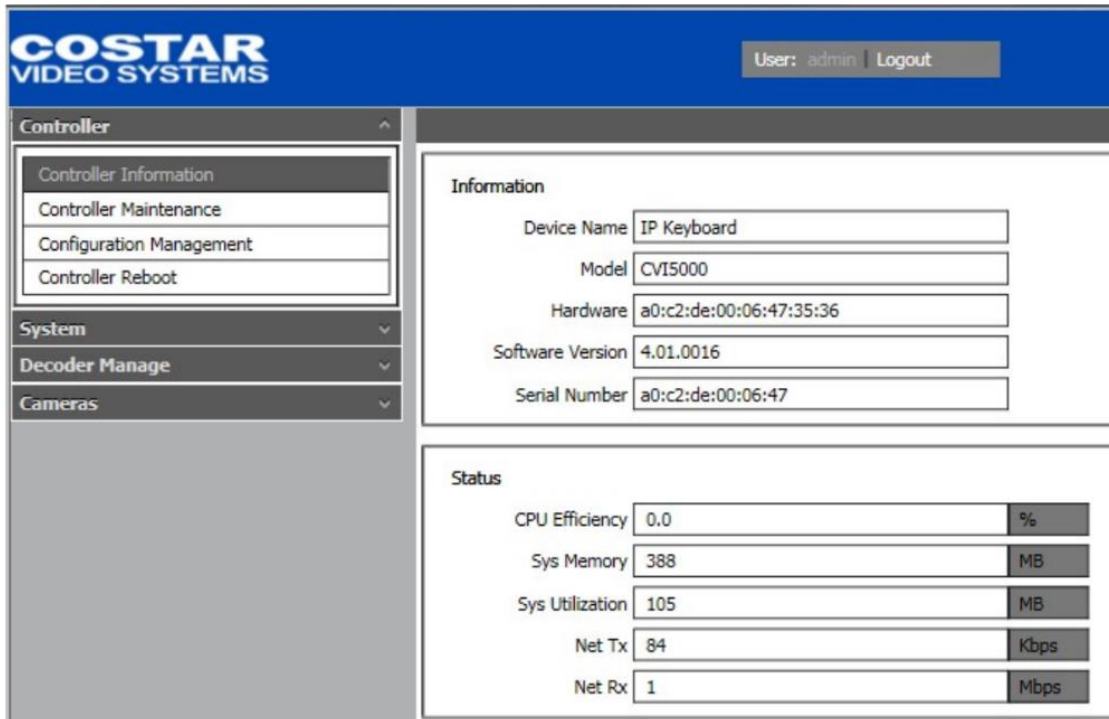 COSTAR
VIDEO SYSTEMS
User: admin | Logout
Controller
Controller Information
Controller Maintenance
Configuration Management
Controller Reboot
System
Decoder Manage
Cameras
Information
Device Name IP Keyboard
Model CVI5000
Hardware a0:c2:de:00:06:47:35:36
Software Version 4.01.0016
Serial Number a0:c2:de:00:06:47
Status
CPU Efficiency 0.0 %
Sys Memory 388 MB
Sys Utilization 105 MB
Net Tx 84 Kbps
Net Rx 1 Mbps